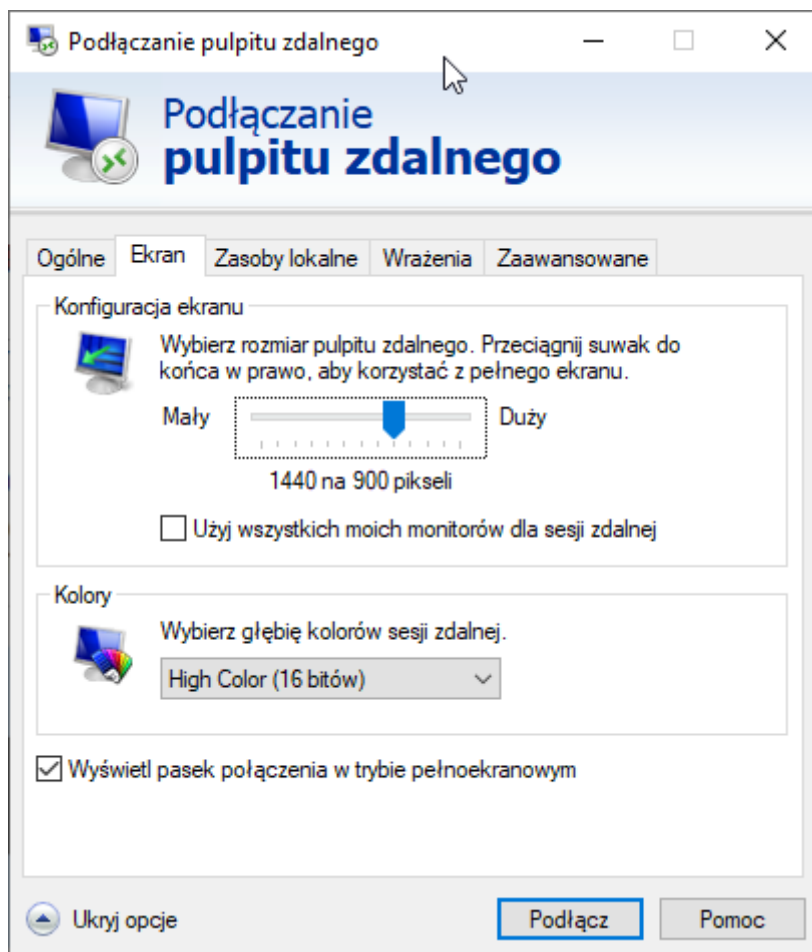 Podłączanie pulpitu zdalnego
Podłączanie
pulpitu zdalnego
Ogólne Ekran Zasoby lokalne Wrażenia Zaawansowane
Konfiguracja ekranu
Wybierz rozmiar pulpitu zdalnego. Przeciągnij suwak do
końca w prawo, aby korzystać z pełnego ekranu.
Mały Duży
1440 na 900 pikseli
Użyj wszystkich moich monitorów dla sesji zdalnej
Kolory
Wybierz głębię kolorów sesji zdalnej.
High Color (16 bitów)
Wyświetl pasek połączenia w trybie pełnoekranowym
Ukryj opcje Podłącz Pomoc